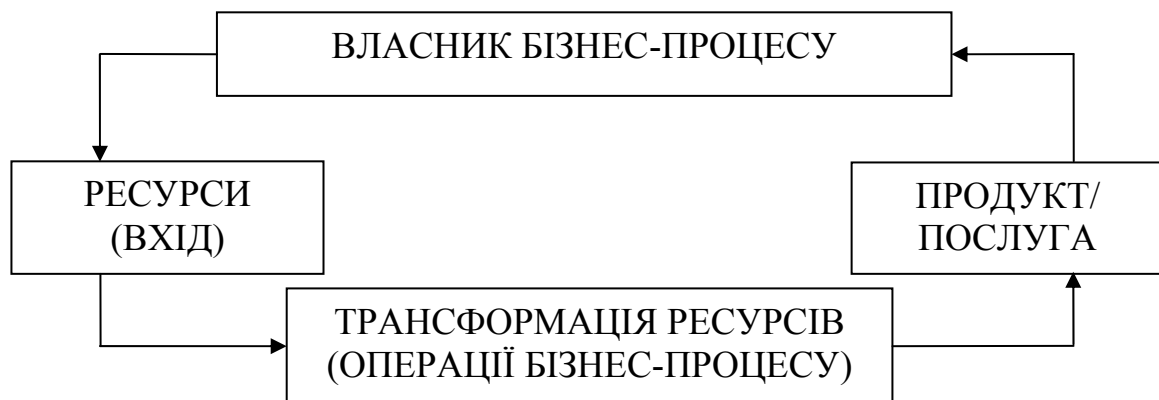 ВЛАСНИК БІЗНЕС-ПРОЦЕСУ
РЕСУРСИ
(ВХІД)
ПРОДУКТ/
ПОСЛУГА
ТРАНСФОРМАЦІЯ РЕСУРСІВ
(ОПЕРАЦІЇ БІЗНЕС-ПРОЦЕСУ)